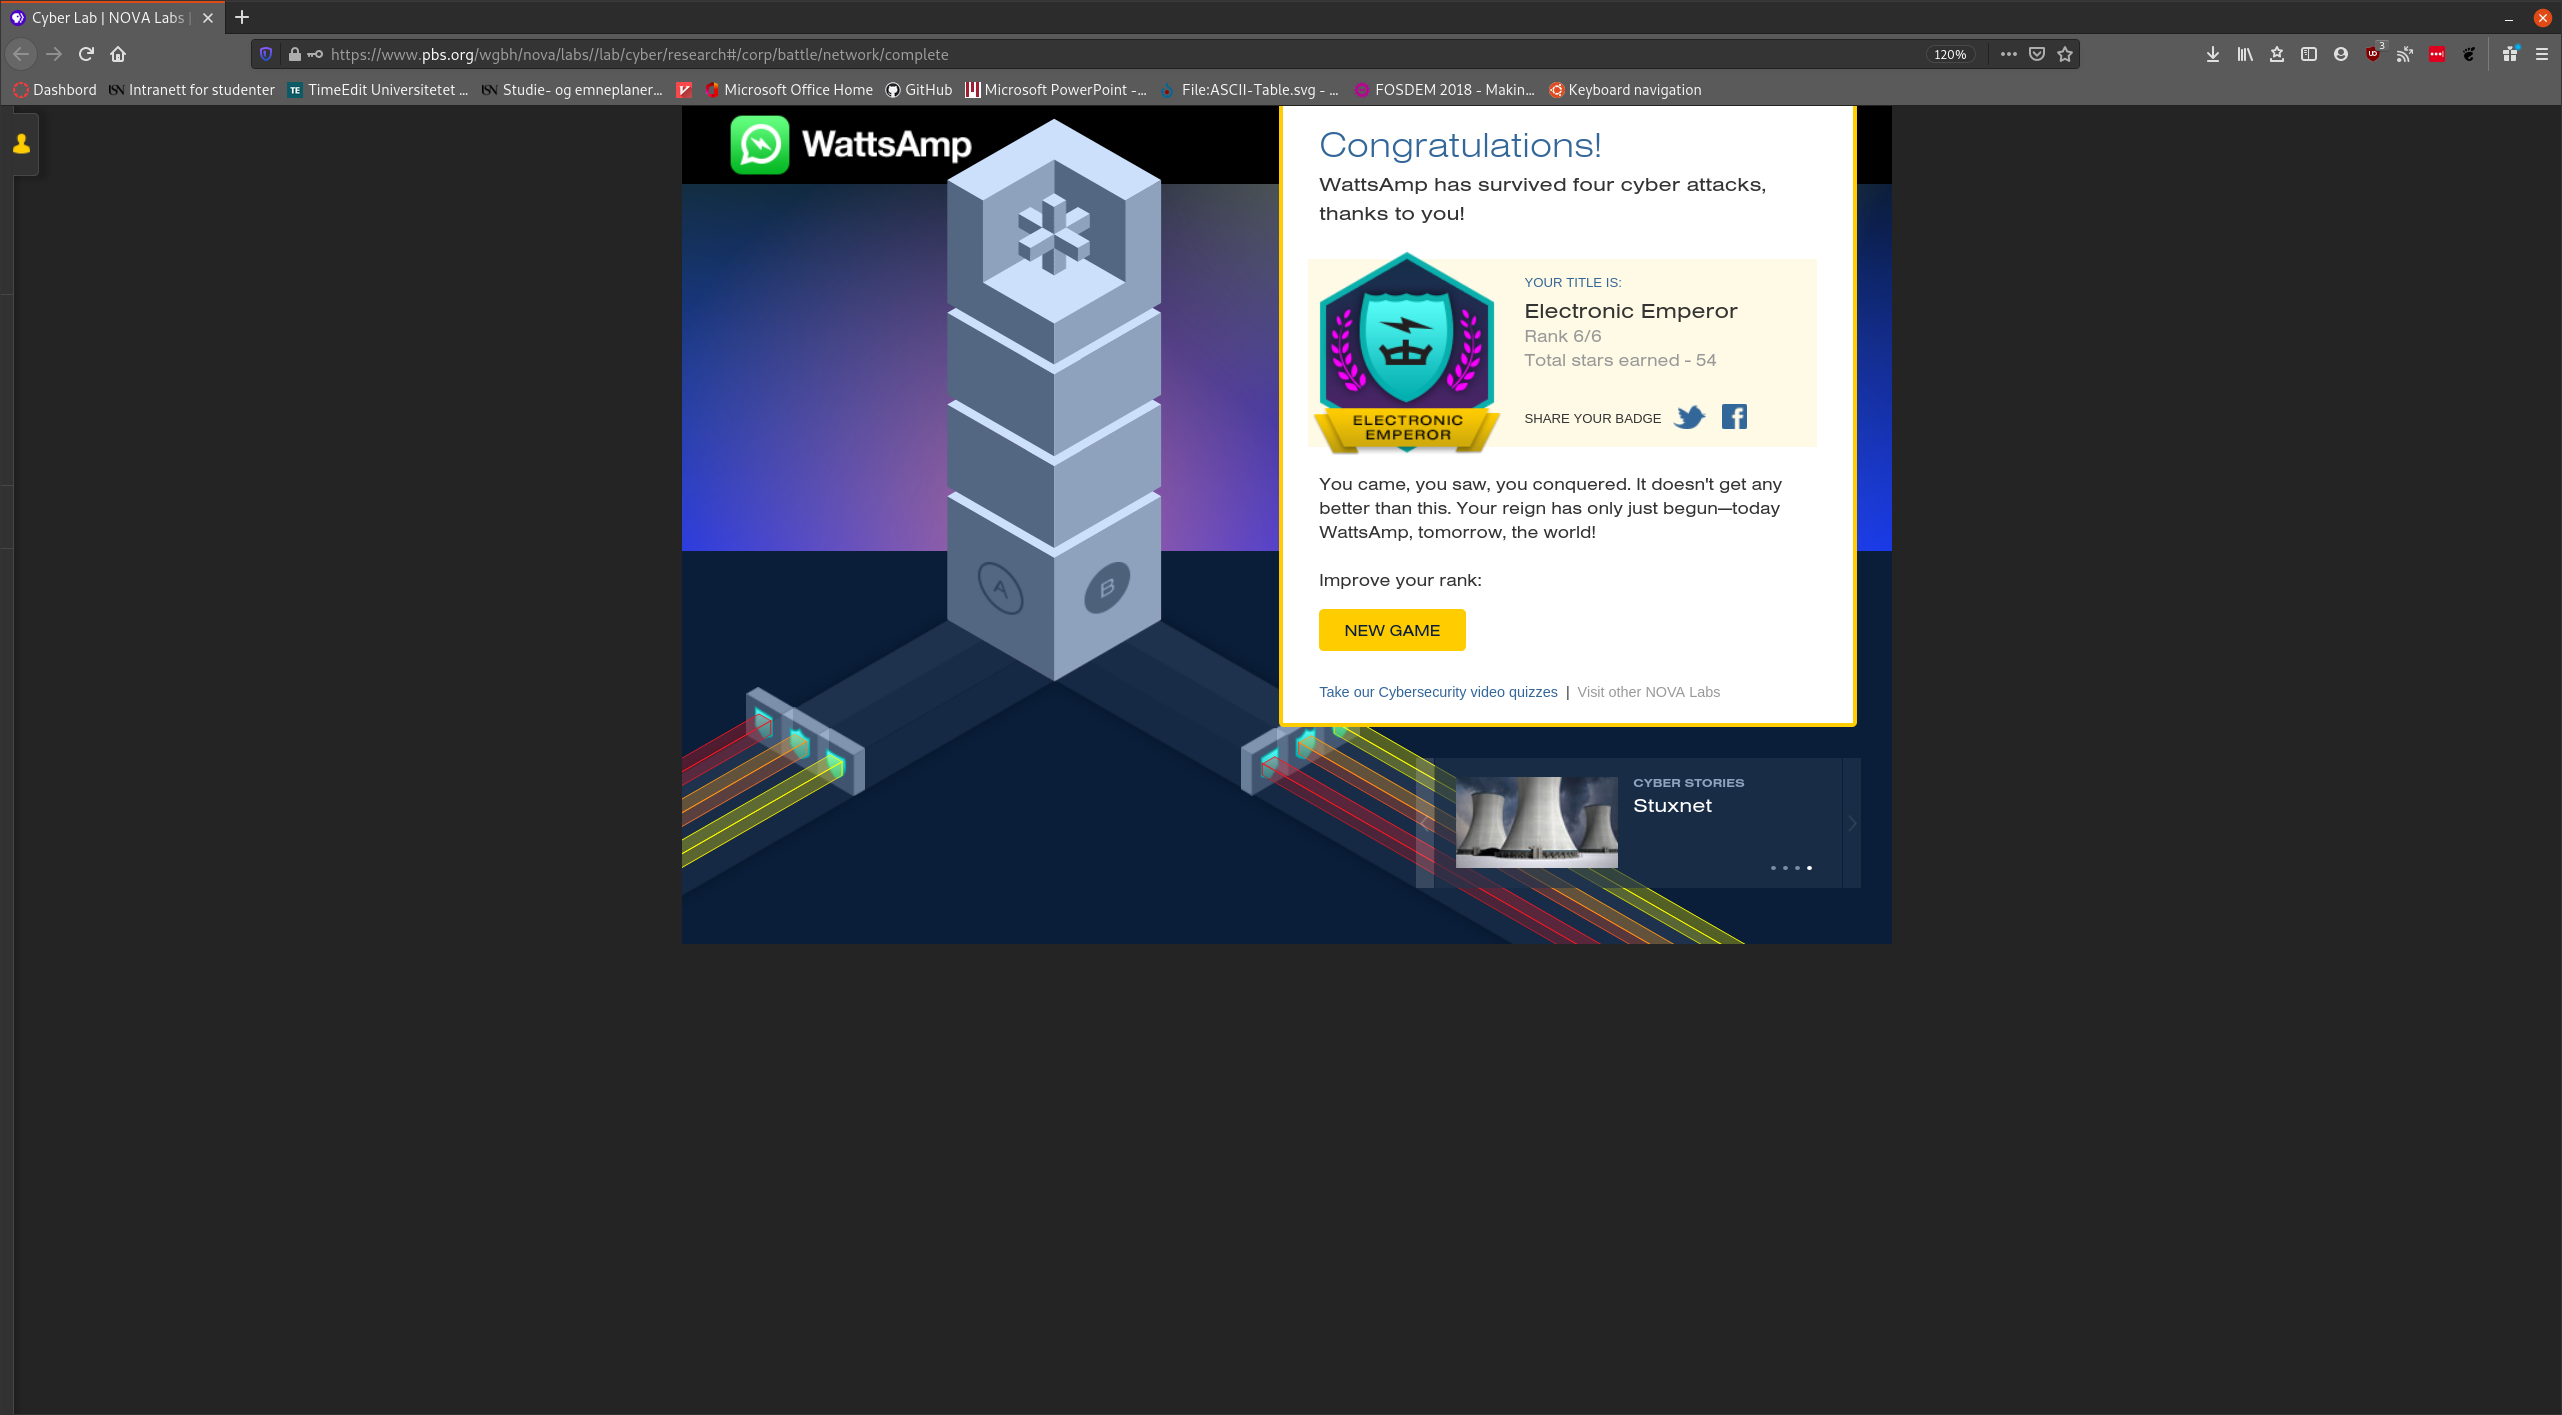 Cyber Lab | NOVA Labs |
https://www.pbs.org/wgbh/nova/labs//lab/cyber/research#/corp/battle/network/complete
120%
3
Dashbord
Intranett for studenter
TE
TimeEdit Universitetet ...
Studie- og emneplaner...
Microsoft Office Home
GitHub
Microsoft PowerPoint -...
File:ASCII-Table.svg - ...
FOSDEM 2018 - Makin...
Keyboard navigation
WattsAmp
Congratulations!
WattsAmp has survived four cyber attacks,
thanks to you!
YOUR TITLE IS:
Electronic Emperor
Rank 6/6
Total stars earned - 54
SHARE YOUR BADGE
ELECTRONIC
EMPEROR
You came, you saw, you conquered. It doesn't get any
better than this. Your reign has only just begun—today
WattsAmp, tomorrow, the world!
Improve your rank:
NEW GAME
Take our Cybersecurity video quizzes | Visit other NOVA Labs
A
B
CYBER STORIES
Stuxnet